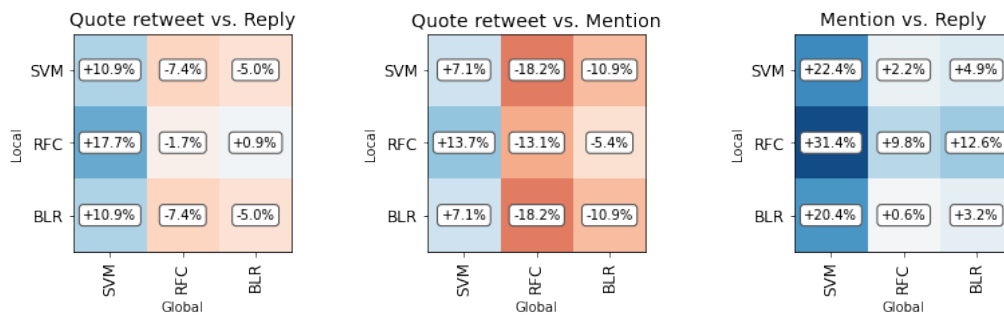 Quote retweet vs. Reply
SVM +10.9% -7.4% -5.0%
Local
RFC +17.7% -1.7% +0.9%
BLR +10.9% -7.4% -5.0%
SVM RFC BLR
Global
Quote retweet vs. Mention
SVM +7.1% -18.2% -10.9%
Local
RFC +13.7% -13.1% -5.4%
BLR +7.1% -18.2% -10.9%
SVM RFC BLR
Global
Mention vs. Reply
SVM +22.4% +2.2% +4.9%
Local
RFC +31.4% +9.8% +12.6%
BLR +20.4% +0.6% +3.2%
SVM RFC BLR
Global